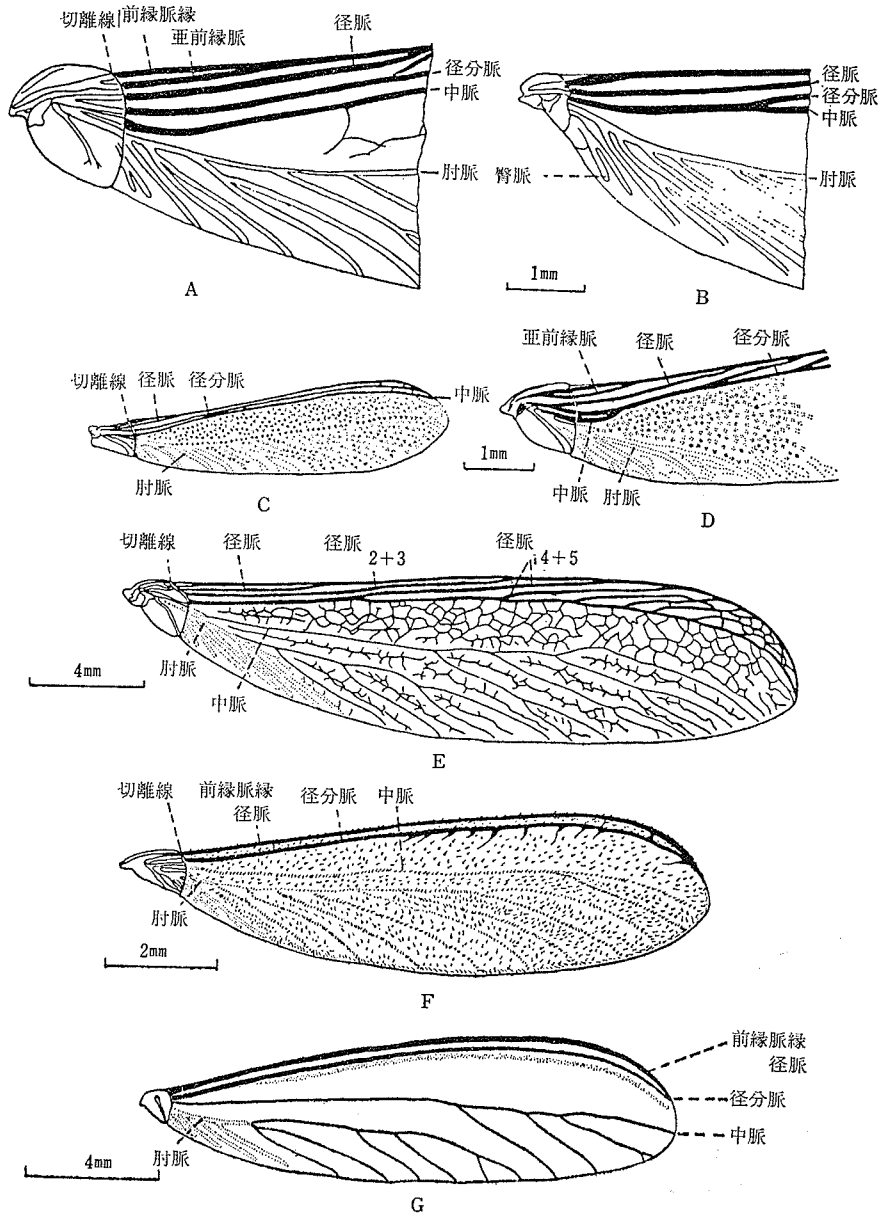 切離線 前縁脈縁
亜前縁脈
径脈
径分脈
中脈
肘脈
A
径脈
径分脈
中脈
臀脈
肘脈
1mm
B
切離線 径脈 径分脈
中脈
肘脈
C
亜前縁脈 径脈 径分脈
1mm
中脈 肘脈
D
切離線 径脈 径脈 2+3 径脈 4+5
肘脈
4mm
中脈
E
切離線 前縁脈縁
径脈
径分脈 中脈
肘脈
2mm
F
前縁脈縁
径脈
径分脈
中脈
肘脈
4mm
G